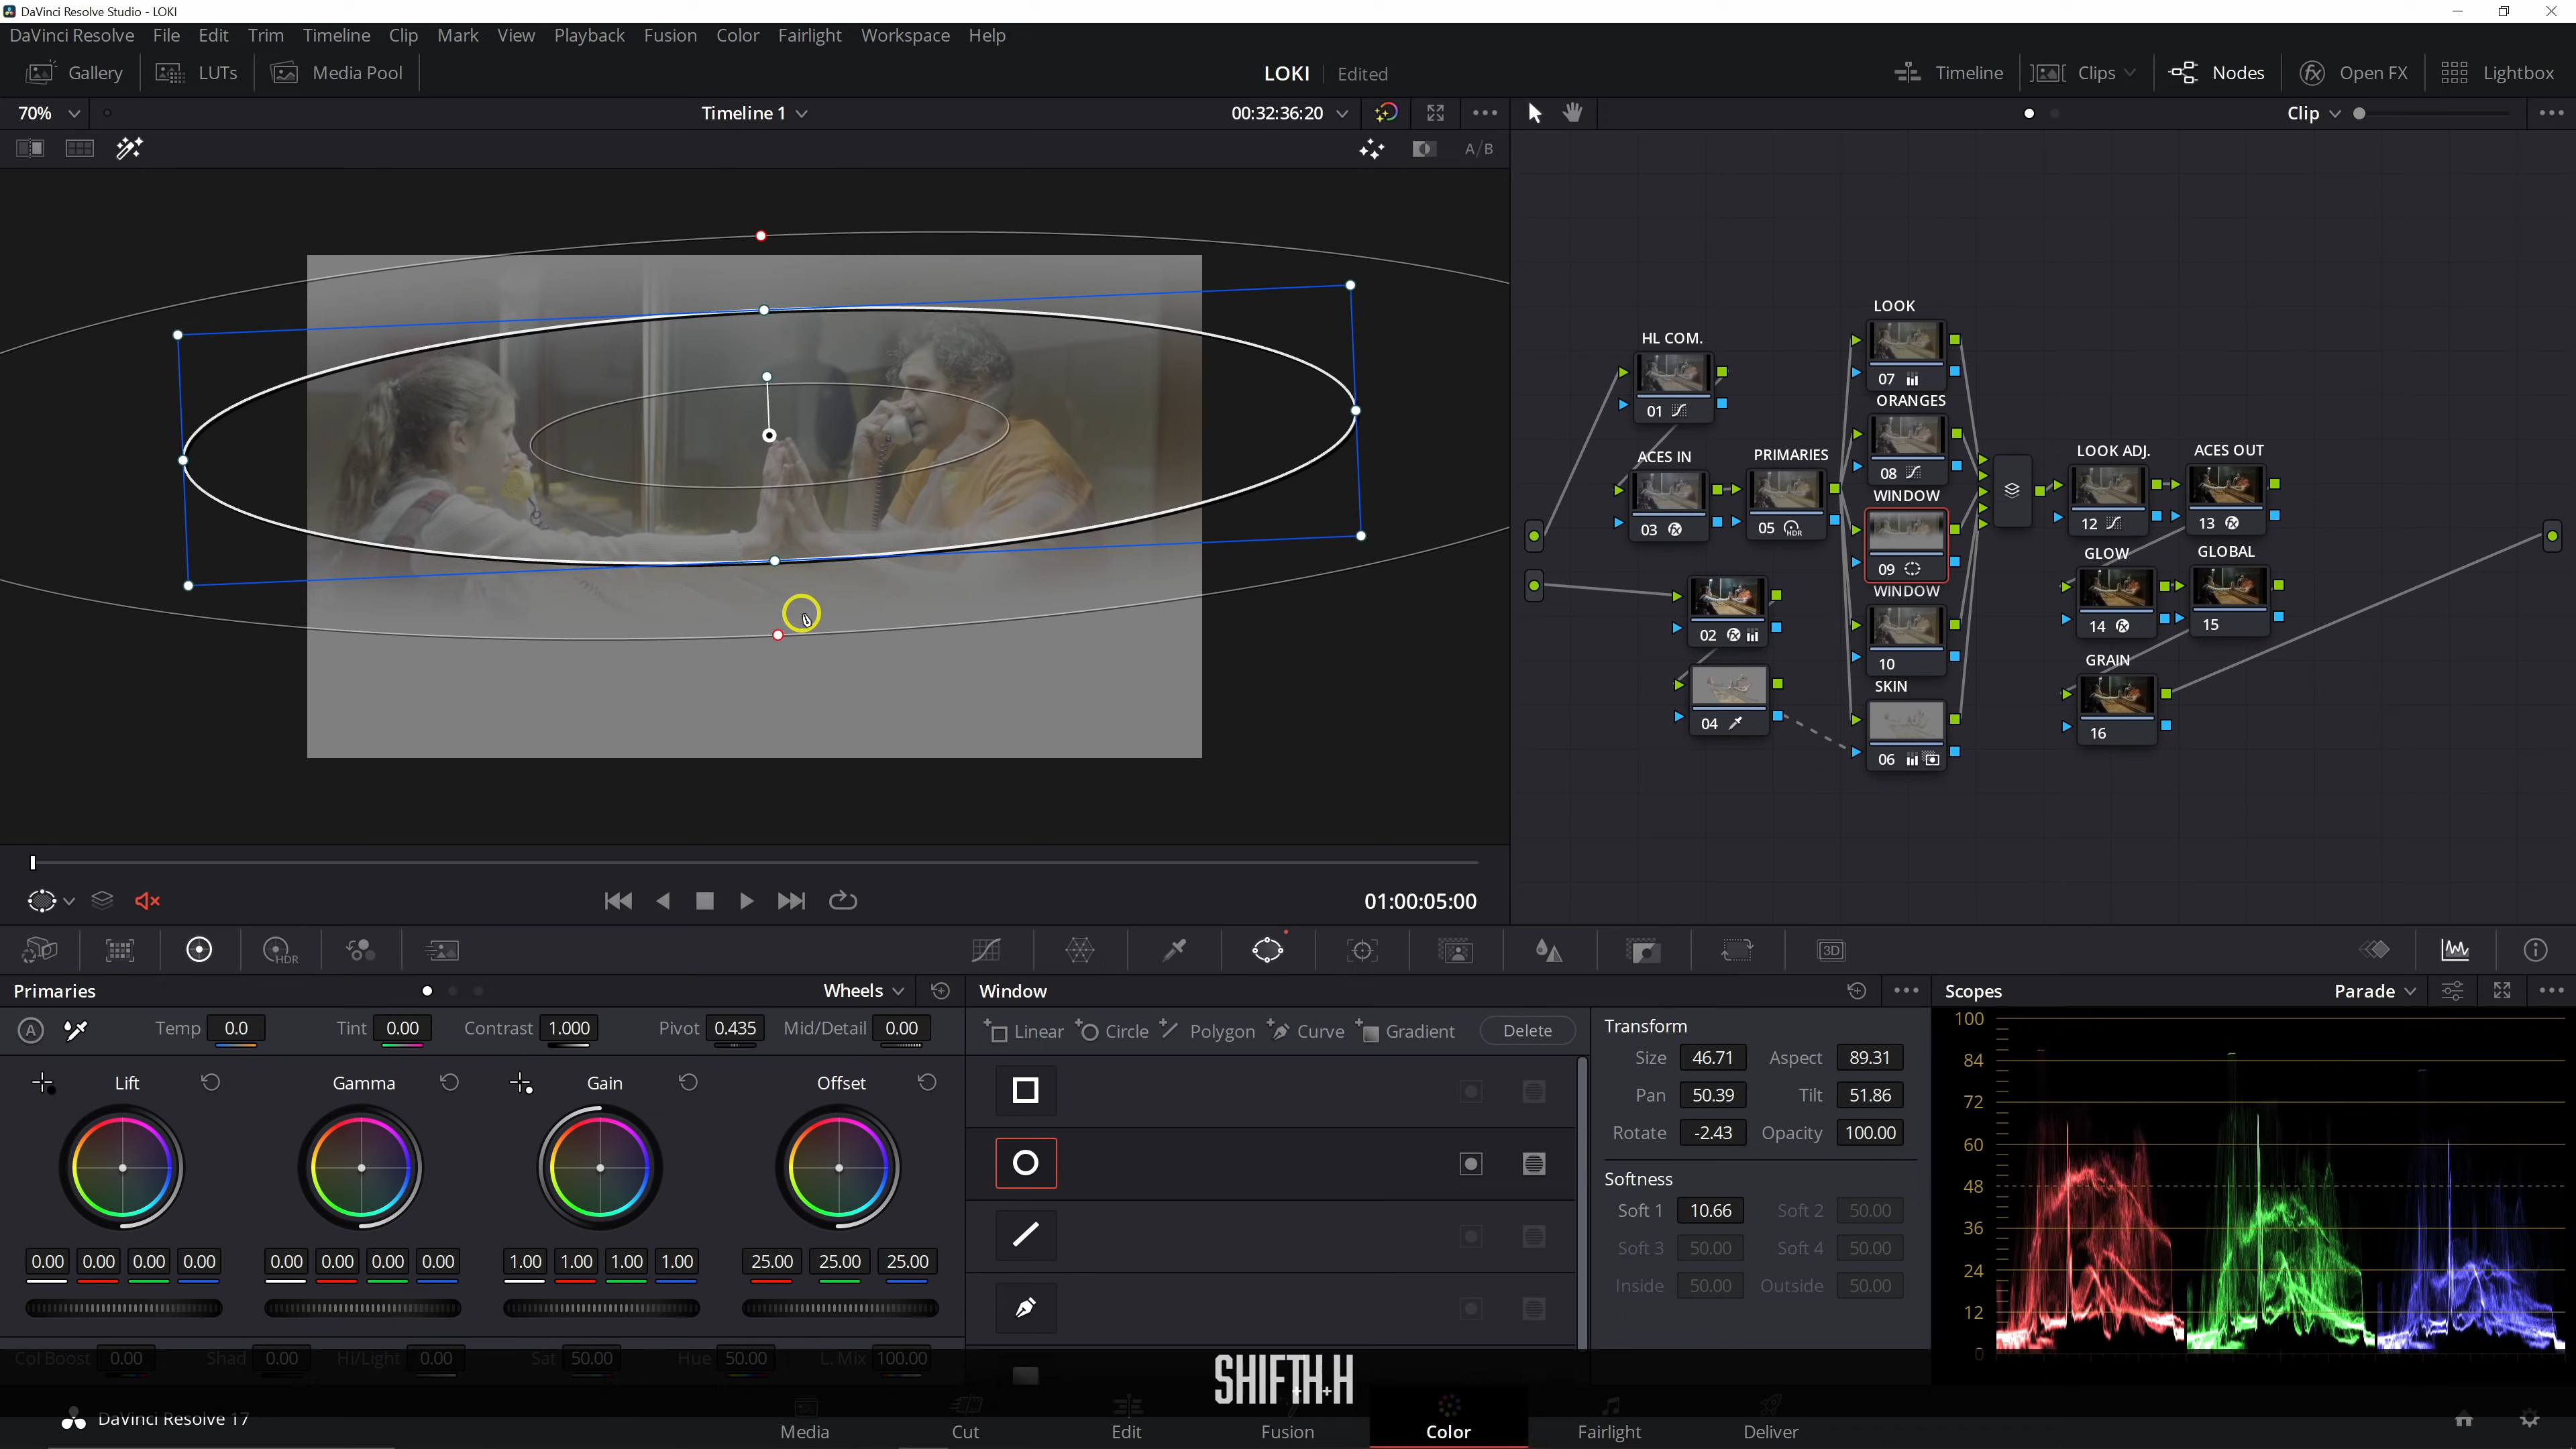 DaVinci Resolve Studio - LOKI
DaVinci Resolve File Edit Trim Timeline Clip Mark View Playback Fusion Color Fairlight Workspace Help
Gallery LUTs Media Pool LOKI Edited Timeline Clips Nodes Open FX Lightbox
70% Timeline 1 00:32:36:20 Clip
A/B
LOOK
HL COM.
07
ORANGES
01
LOOK ADJ. ACES OUT
ACES IN PRIMARIES
08
WINDOW
03 05 HDR 12 13
GLOW GLOBAL
09
WINDOW
14 15
02
GRAIN
10
SKIN
04 16
06
01:00:05:00
HDR 3D
Primaries Wheels Window Scopes Parade
Temp 0.0 Tint 0.00 Contrast 1.000 Pivot 0.435 Mid/Detail 0.00
A
Linear Circle Polygon Curve Gradient Delete
Transform
Size 46.71 Aspect 89.31
Pan 50.39 Tilt 51.86
Rotate -2.43 Opacity 100.00
Softness
Soft 1 10.66 Soft 2 50.00
Soft 3 50.00 Soft 4 50.00
Inside 50.00 Outside 50.00
Lift Gamma Gain Offset
0.00 0.00 0.00 0.00 0.00 0.00 0.00 0.00 1.00 1.00 1.00 1.00 25.00 25.00 25.00
Col Boost 0.00 Shad 0.00 Hi/Light 0.00 Sat 50.00 Hue 50.00 L. Mix 100.00
100
84
72
60
48
36
24
12
0
SHIFT+H
DaVinci Resolve 17
Media Cut Edit Fusion Color Fairlight Deliver